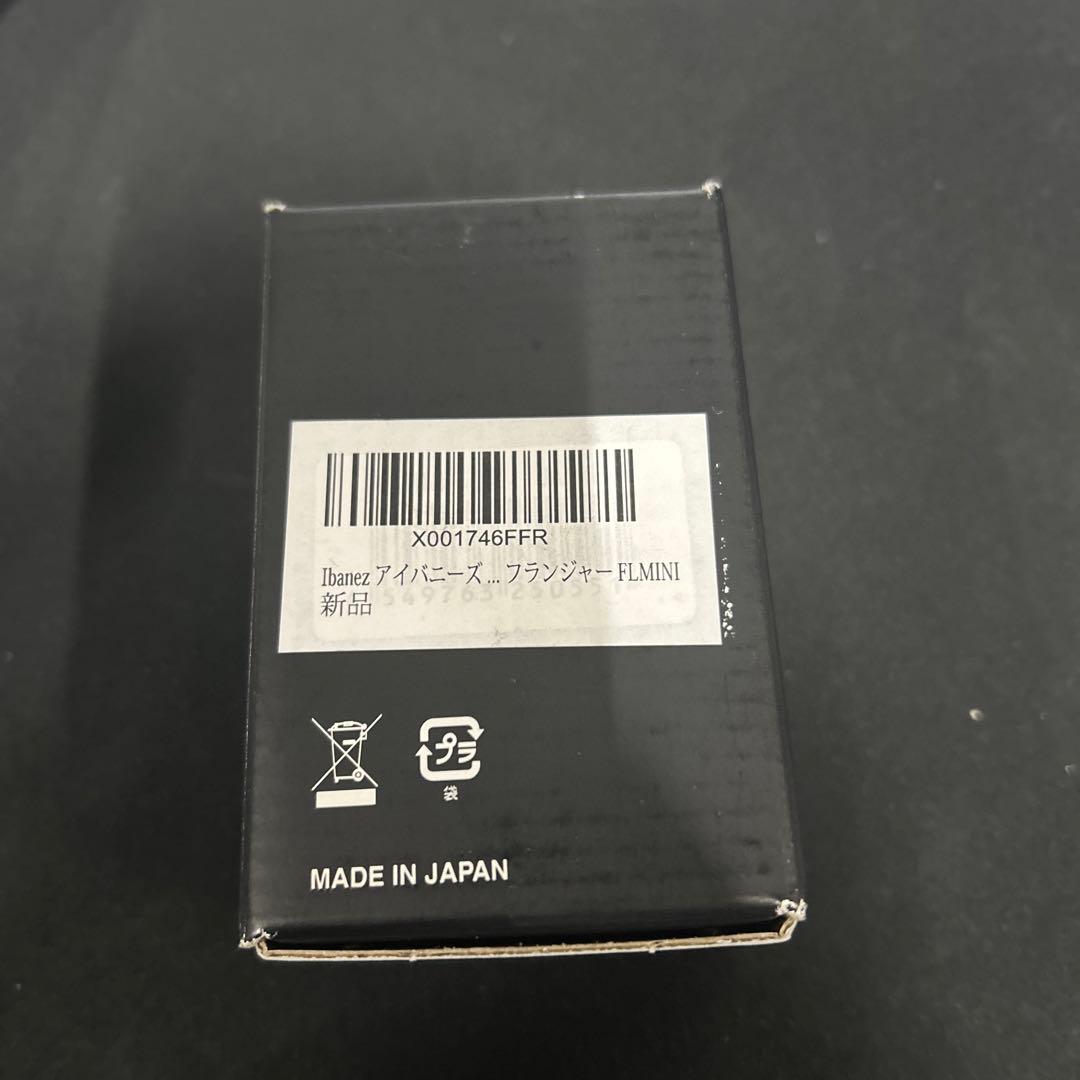 X001746FFR
Ibanez アイバニーズ ... フランジャー FLMINI
新品
プラ
袋
MADE IN JAPAN